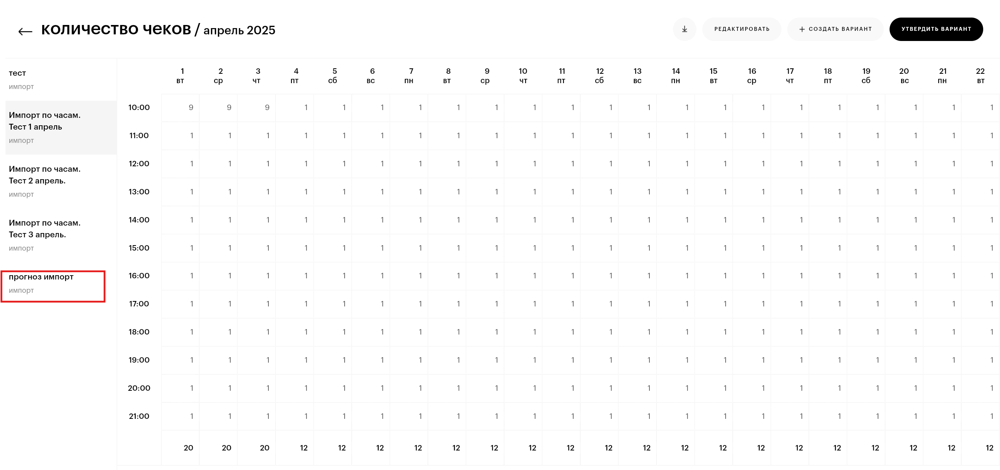 количество чеков / апрель 2025
РЕДАКТИРОВАТЬ
+ СОЗДАТЬ ВАРИАНТ
УТВЕРДИТЬ ВАРИАНТ
тест
импорт
Импорт по часам.
Тест 1 апрель
импорт
Импорт по часам.
Тест 2 апрель.
импорт
Импорт по часам.
Тест 3 апрель.
импорт
прогноз импорт
импорт
1 2 3 4 5 6 7 8 9 10 11 12 13 14 15 16 17 18 19 20 21 22
вт ср чт пт сб вс пн вт ср чт пт сб вс пн вт ср чт пт сб вс пн вт
10:00 9 9 9 1 1 1 1 1 1 1 1 1 1 1 1 1 1 1 1 1 1 1
11:00 1 1 1 1 1 1 1 1 1 1 1 1 1 1 1 1 1 1 1 1 1 1
12:00 1 1 1 1 1 1 1 1 1 1 1 1 1 1 1 1 1 1 1 1 1 1
13:00 1 1 1 1 1 1 1 1 1 1 1 1 1 1 1 1 1 1 1 1 1 1
14:00 1 1 1 1 1 1 1 1 1 1 1 1 1 1 1 1 1 1 1 1 1 1
15:00 1 1 1 1 1 1 1 1 1 1 1 1 1 1 1 1 1 1 1 1 1 1
16:00 1 1 1 1 1 1 1 1 1 1 1 1 1 1 1 1 1 1 1 1 1 1
17:00 1 1 1 1 1 1 1 1 1 1 1 1 1 1 1 1 1 1 1 1 1 1
18:00 1 1 1 1 1 1 1 1 1 1 1 1 1 1 1 1 1 1 1 1 1 1
19:00 1 1 1 1 1 1 1 1 1 1 1 1 1 1 1 1 1 1 1 1 1 1
20:00 1 1 1 1 1 1 1 1 1 1 1 1 1 1 1 1 1 1 1 1 1 1
21:00 1 1 1 1 1 1 1 1 1 1 1 1 1 1 1 1 1 1 1 1 1 1
20 20 20 12 12 12 12 12 12 12 12 12 12 12 12 12 12 12 12 12 12 12